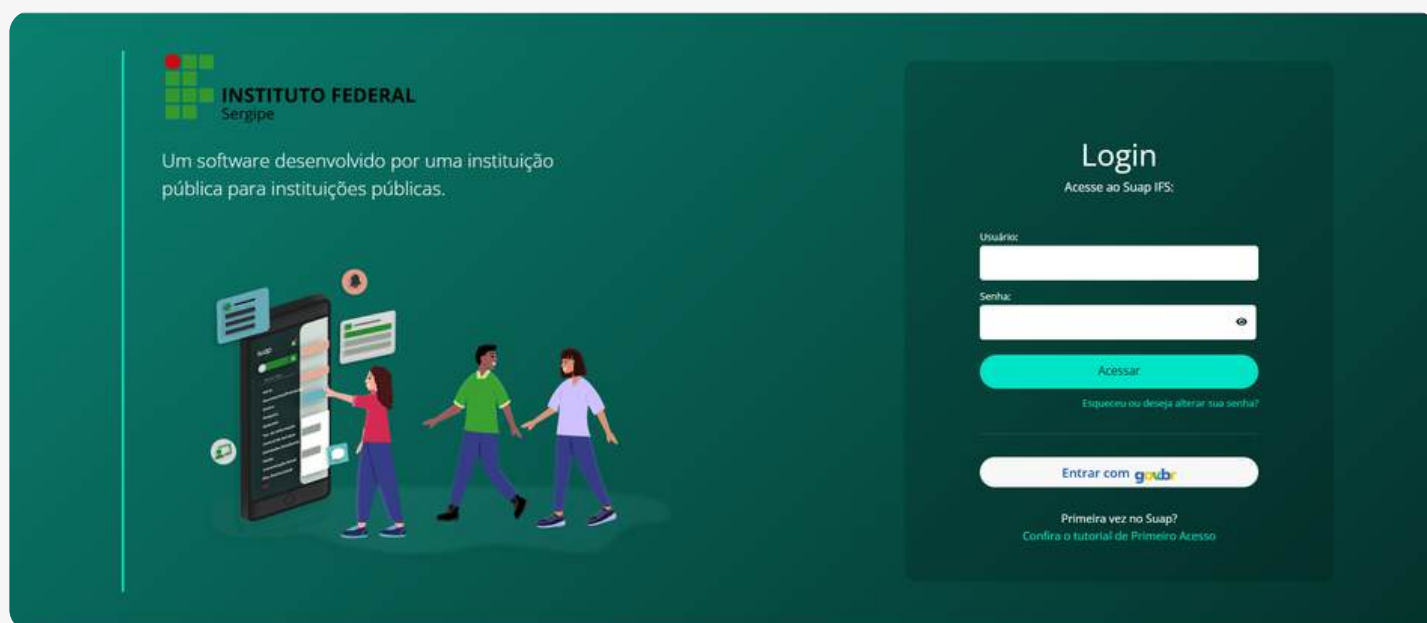 INSTITUTO FEDERAL
Sergipe
Um software desenvolvido por uma instituição
pública para instituições públicas.
suap
Login
Acesse ao Suap IFS:
Usuário:
Senha:
Acessar
Esqueceu ou deseja alterar sua senha?
Entrar com gov.br
Primeira vez no Suap?
Confira o tutorial de Primeiro Acesso